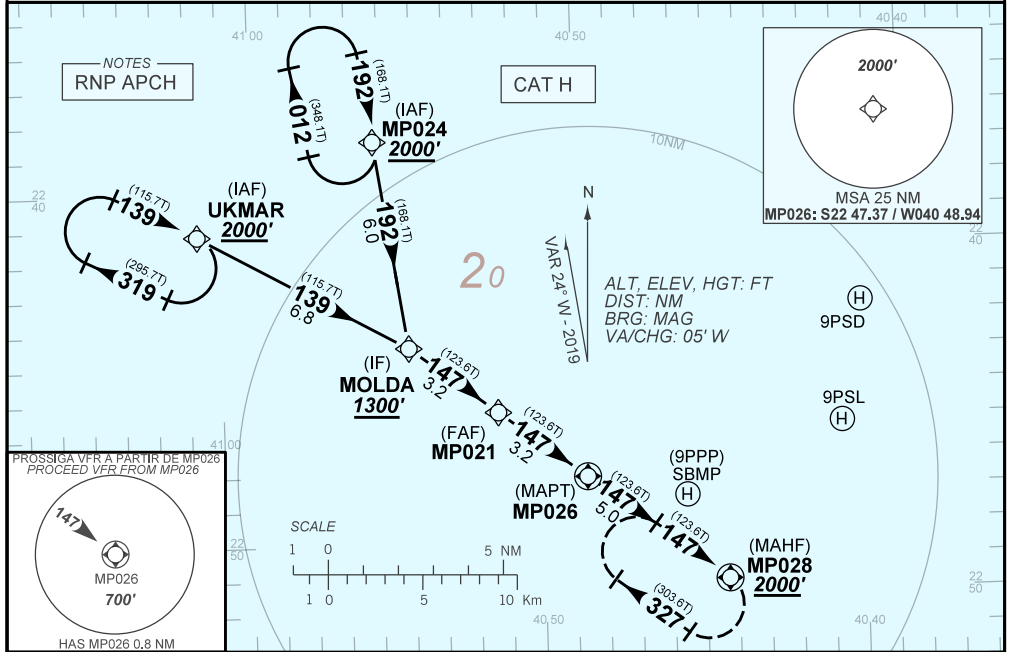 41 00
40 50
40 40
NOTES
RNP APCH
CAT H
2000'
MSA 25 NM
MP026: S22 47.37 / W040 48.94
192
(168.1T)
012
(348.1T)
(IAF)
MP024
2000'
10NM
22
40
(115.7T)
139
(IAF)
UKMAR
2000'
(295.7T)
319
192
(168.1T)
6.0
N
VAR 24° W - 2019
22
40
20
ALT, ELEV, HGT: FT
DIST: NM
BRG: MAG
VA/CHG: 05' W
9PSD
H
(115.7T)
139
6.8
(IF)
MOLDA
1300'
(123.6T)
147
3.2
9PSL
H
(FAF)
MP021
(123.6T)
147
3.2
41 00
(9PPP)
SBMP
H
(MAPT)
MP026
(123.6T)
147
5.0
(123.6T)
147
(MAHF)
MP028
2000'
(303.6T)
327
PROSSIGA VFR A PARTIR DE MP026
PROCEED VFR FROM MP026
147
MP026
700'
HAS MP026 0.8 NM
SCALE
1 0 5 NM
1 0 5 10 Km
22
50
22
50
40 50
40 40